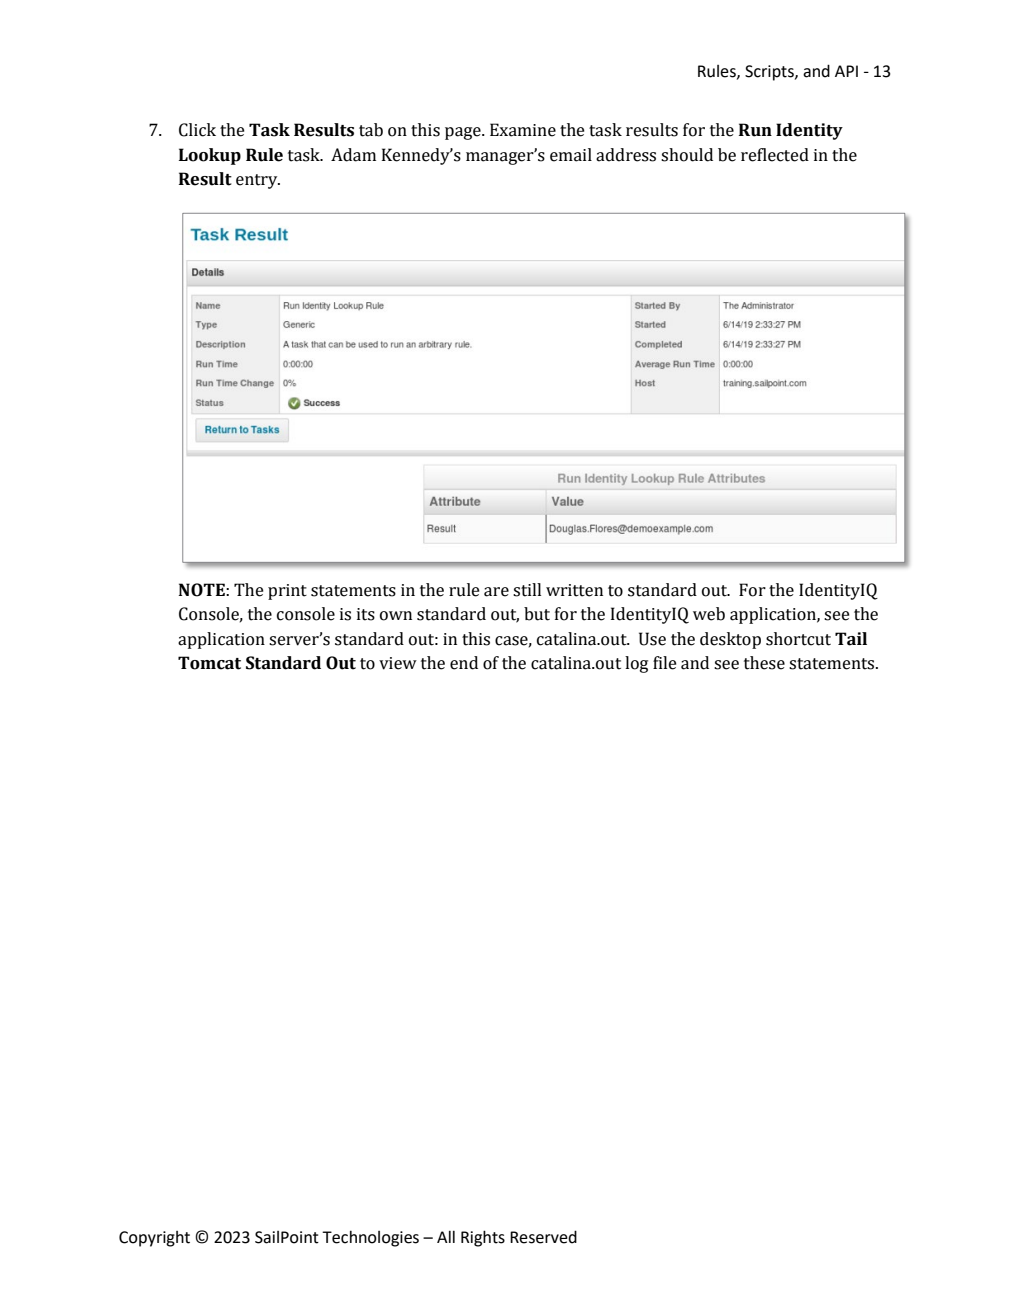 Rules, Scripts, and API - 13
7. Click the Task Results tab on this page. Examine the task results for the Run Identity
Lookup Rule task.  Adam Kennedy’s manager’s email address should be reflected in the
Result entry.
Task Result
Details
Name Run Identity Lookup Rule Started By The Administrator
Type Generic Started 6/14/19 2:33:27 PM
Description A task that can be used to run an arbitrary rule. Completed 6/14/19 2:33:27 PM
Run Time 0:00:00 Average Run Time 0:00:00
Run Time Change 0% Host training.sailpoint.com
Status Success
Return to Tasks
Run Identity Lookup Rule Attributes
Attribute Value
Result Douglas.Flores@demoexample.com
NOTE: The print statements in the rule are still written to standard out.  For the IdentityIQ
Console, the console is its own standard out, but for the IdentityIQ web application, see the
application server’s standard out: in this case, catalina.out.  Use the desktop shortcut Tail
Tomcat Standard Out to view the end of the catalina.out log file and see these statements.
Copyright © 2023 SailPoint Technologies – All Rights Reserved